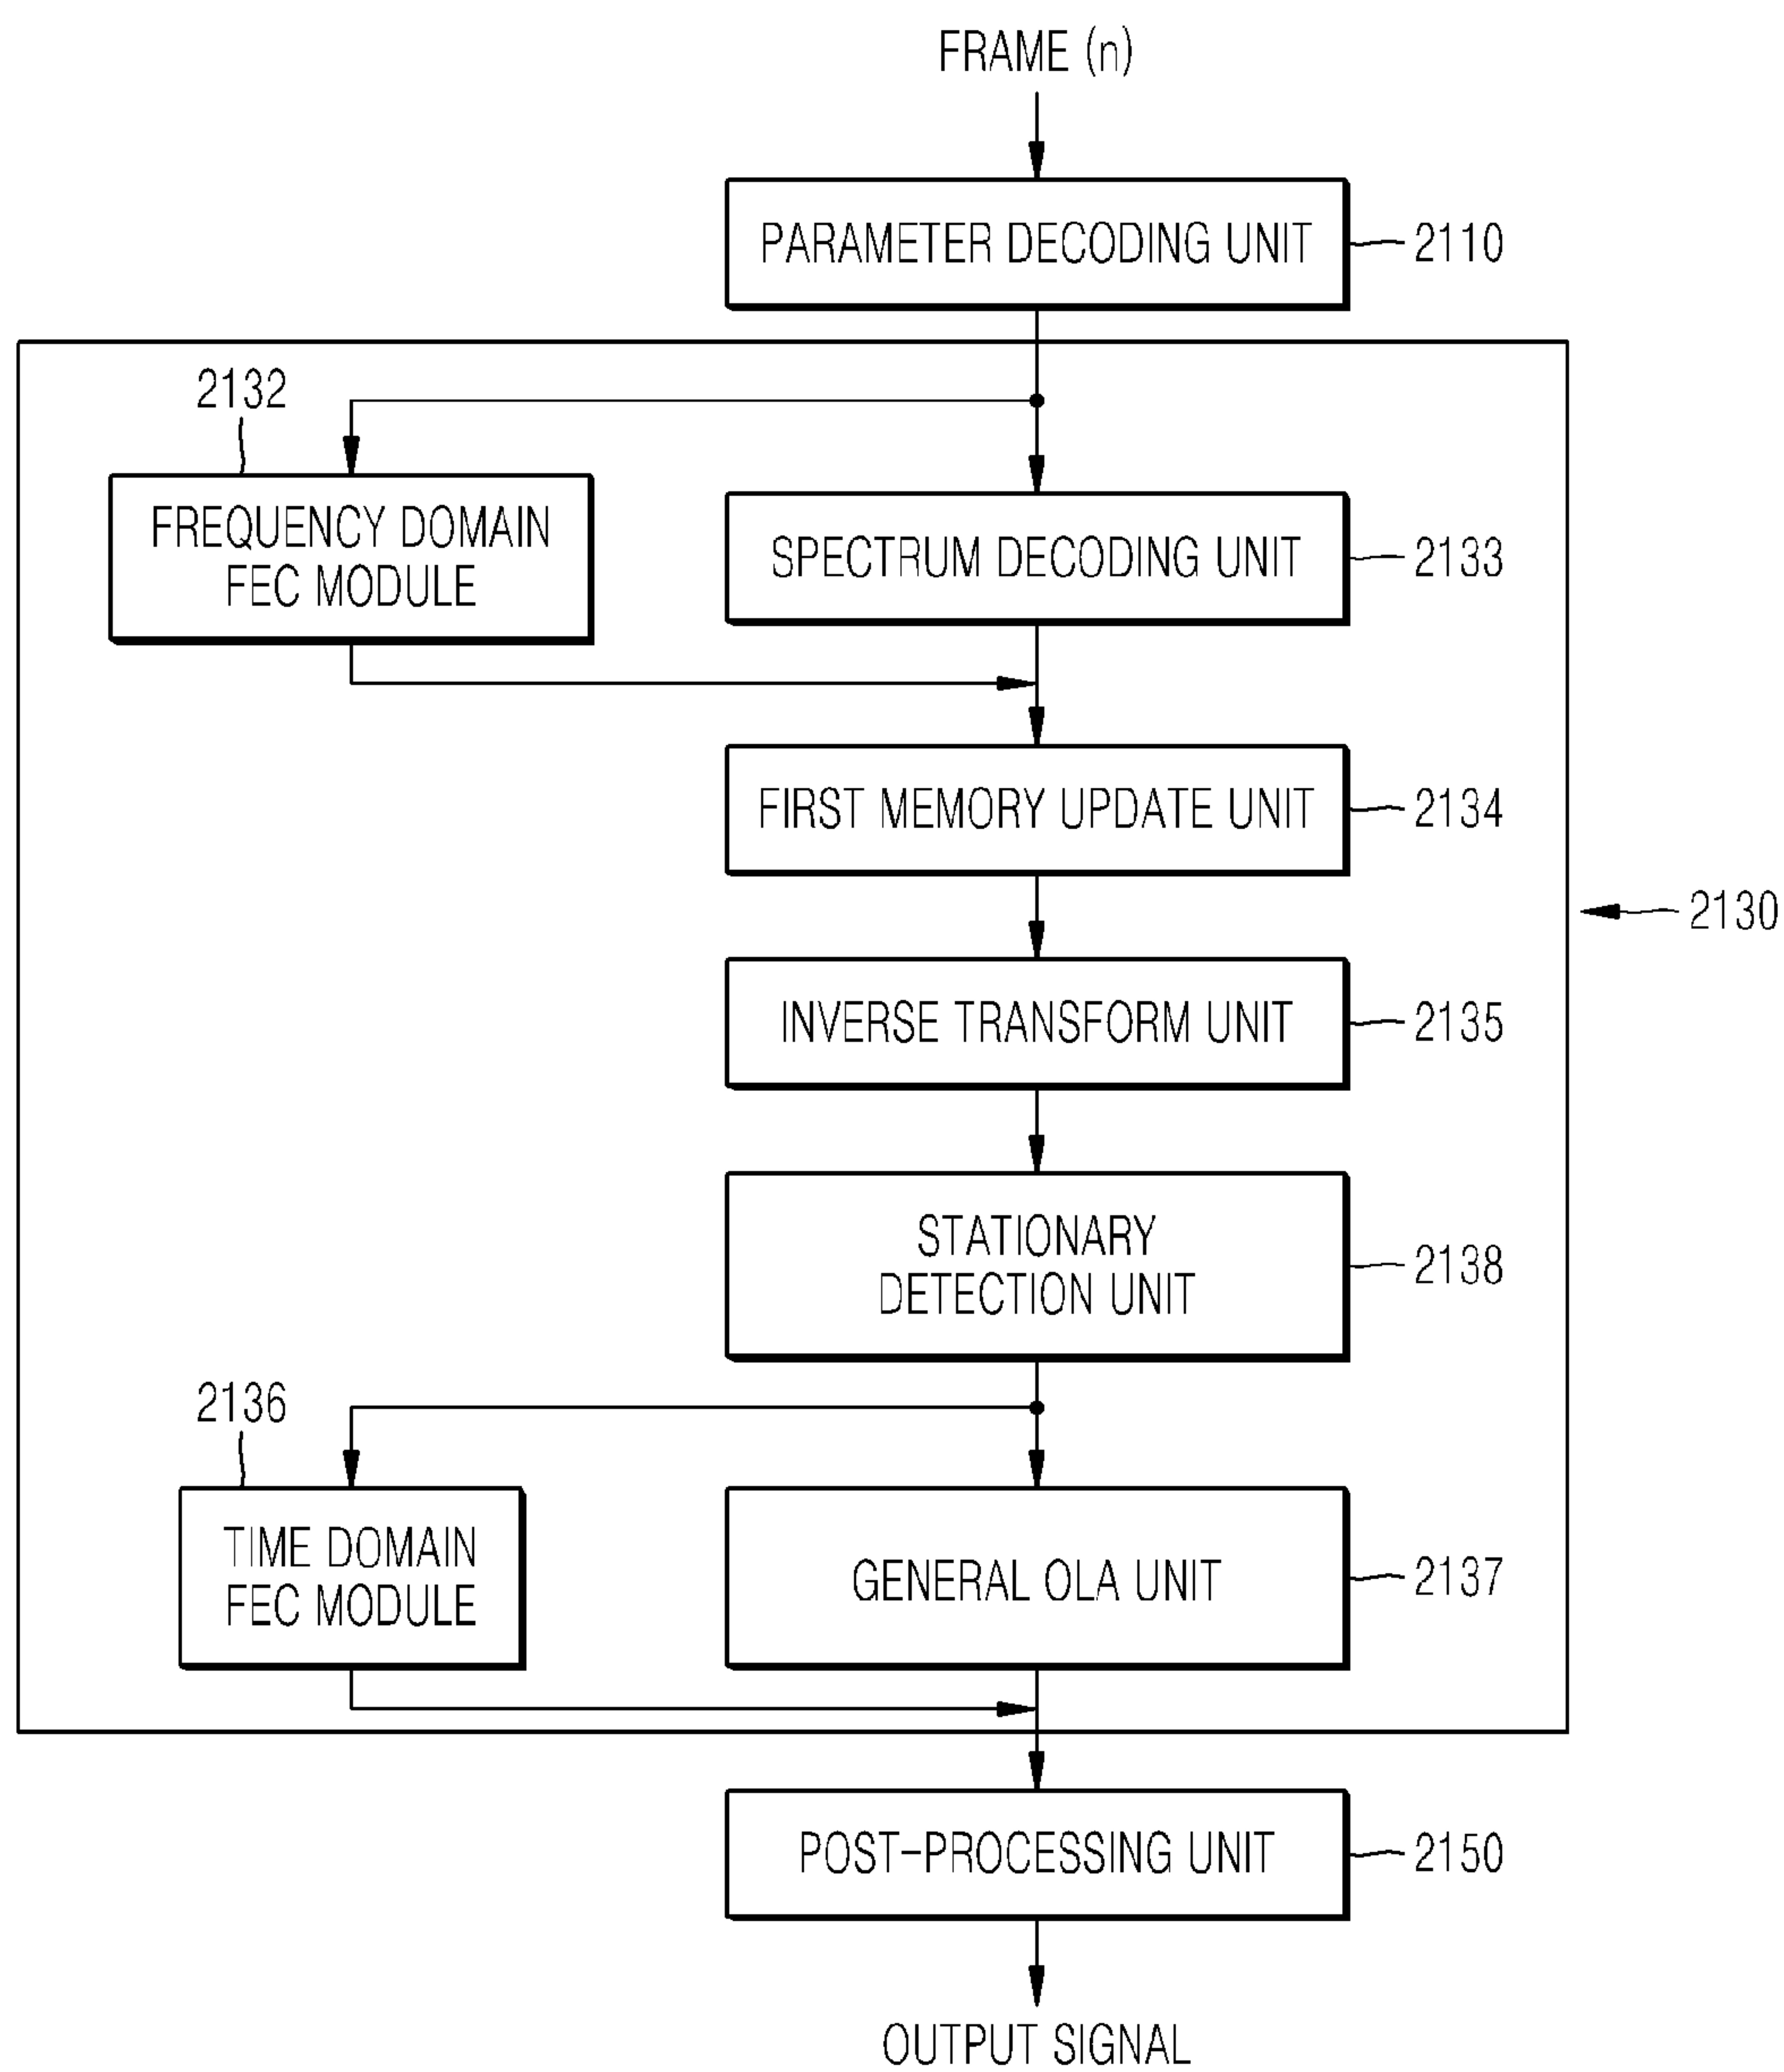 FRAME (n)
PARAMETER DECODING UNIT
2110
2132
FREQUENCY DOMAIN
FEC MODULE
SPECTRUM DECODING UNIT
2133
FIRST MEMORY UPDATE UNIT
2134
2130
INVERSE TRANSFORM UNIT
2135
STATIONARY
DETECTION UNIT
2138
2136
TIME DOMAIN
FEC MODULE
GENERAL OLA UNIT
2137
POST-PROCESSING UNIT
2150
OUTPUT SIGNAL